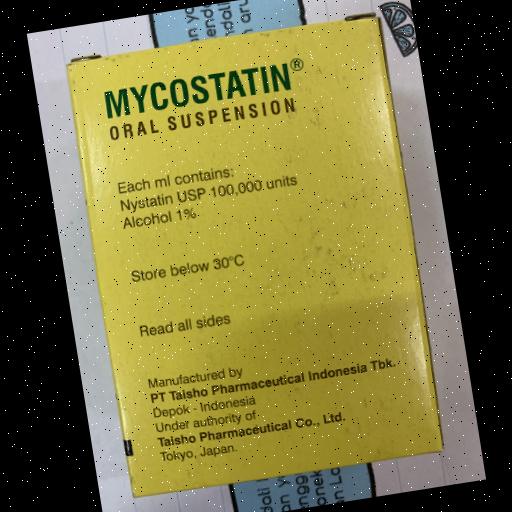 MYCOSTATIN®
ORAL SUSPENSION
Each ml contains:
Nystatin USP 100,000 units
Alcohol 1%
Store below 30°C
Read all sides
Manufactured by
PT Taisho Pharmaceutical Indonesia Tbk.
Depok - Indonesia
Under authority of
Taisho Pharmaceutical Co., Ltd.
Tokyo, Japan.